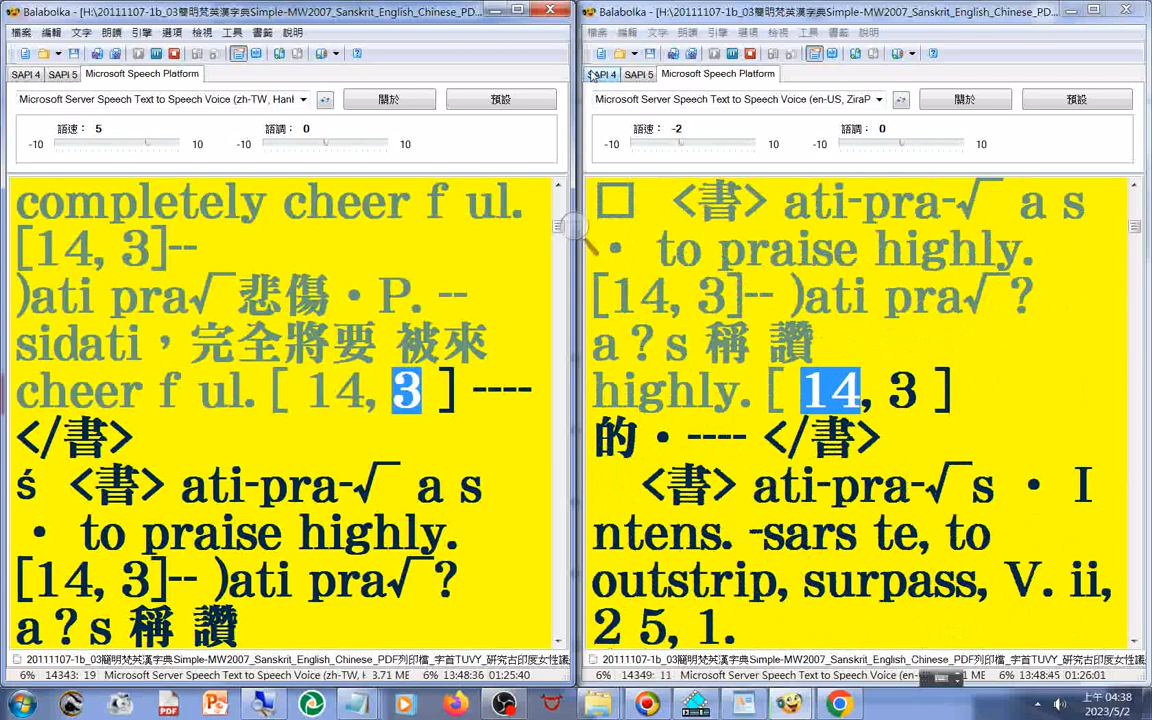 Balabolka - [H:\20111107-1b_03簡明梵英漢字典Simple-MW2007_Sanskrit_English_Chinese_PD...
檔案 編輯 文字 朗讀 引擎 選項 檢視 工具 書籤 說明
SAPI 4 SAPI 5 Microsoft Speech Platform
Microsoft Server Speech Text to Speech Voice (zh-TW, HanI
關於 預設
語速： 5 語調： 0
-10 10 -10 10
completely cheer f ul.
[14, 3]--
)ati pra√悲傷‧P. --
sidati，完全將要 被來
cheer f ul. [ 14, 3 ] ----
</書>
ś <書> ati-pra-√ a s
‧ to praise highly.
[14, 3]-- )ati pra√?
a？s 稱 讚
20111107-1b_03簡明梵英漢字典Simple-MW2007_Sanskrit_English_Chinese_PDF列印檔_字首TUVY_研究古印度女性議
6% 14343: 19 Microsoft Server Speech Text to Speech Voice (zh-TW, I 3.71 ME 6% 13:48:36 01:25:40
Balabolka - [H:\20111107-1b_03簡明梵英漢字典Simple-MW2007_Sanskrit_English_Chinese_PD...
檔案 編輯 文字 朗讀 引擎 選項 檢視 工具 書籤 說明
SAPI 4 SAPI 5 Microsoft Speech Platform
Microsoft Server Speech Text to Speech Voice (en-US, ZiraP
關於 預設
語速： -2 語調： 0
-10 10 -10 10
□ <書> ati-pra-√ a s
‧ to praise highly.
[14, 3]-- )ati pra√?
a？s 稱 讚
highly. [ 14, 3 ]
的‧---- </書>
<書> ati-pra-√s ‧ I
ntens. -sars te, to
outstrip, surpass, V. ii,
2 5, 1.
20111107-1b_03簡明梵英漢字典Simple-MW2007_Sanskrit_English_Chinese_PDF列印檔_字首TUVY_研究古印度女性議
6% 14349: 11 Microsoft Server Speech Text to Speech Voice ME 6% 13:48:45 01:26:01
上午 04:38
2023/5/2